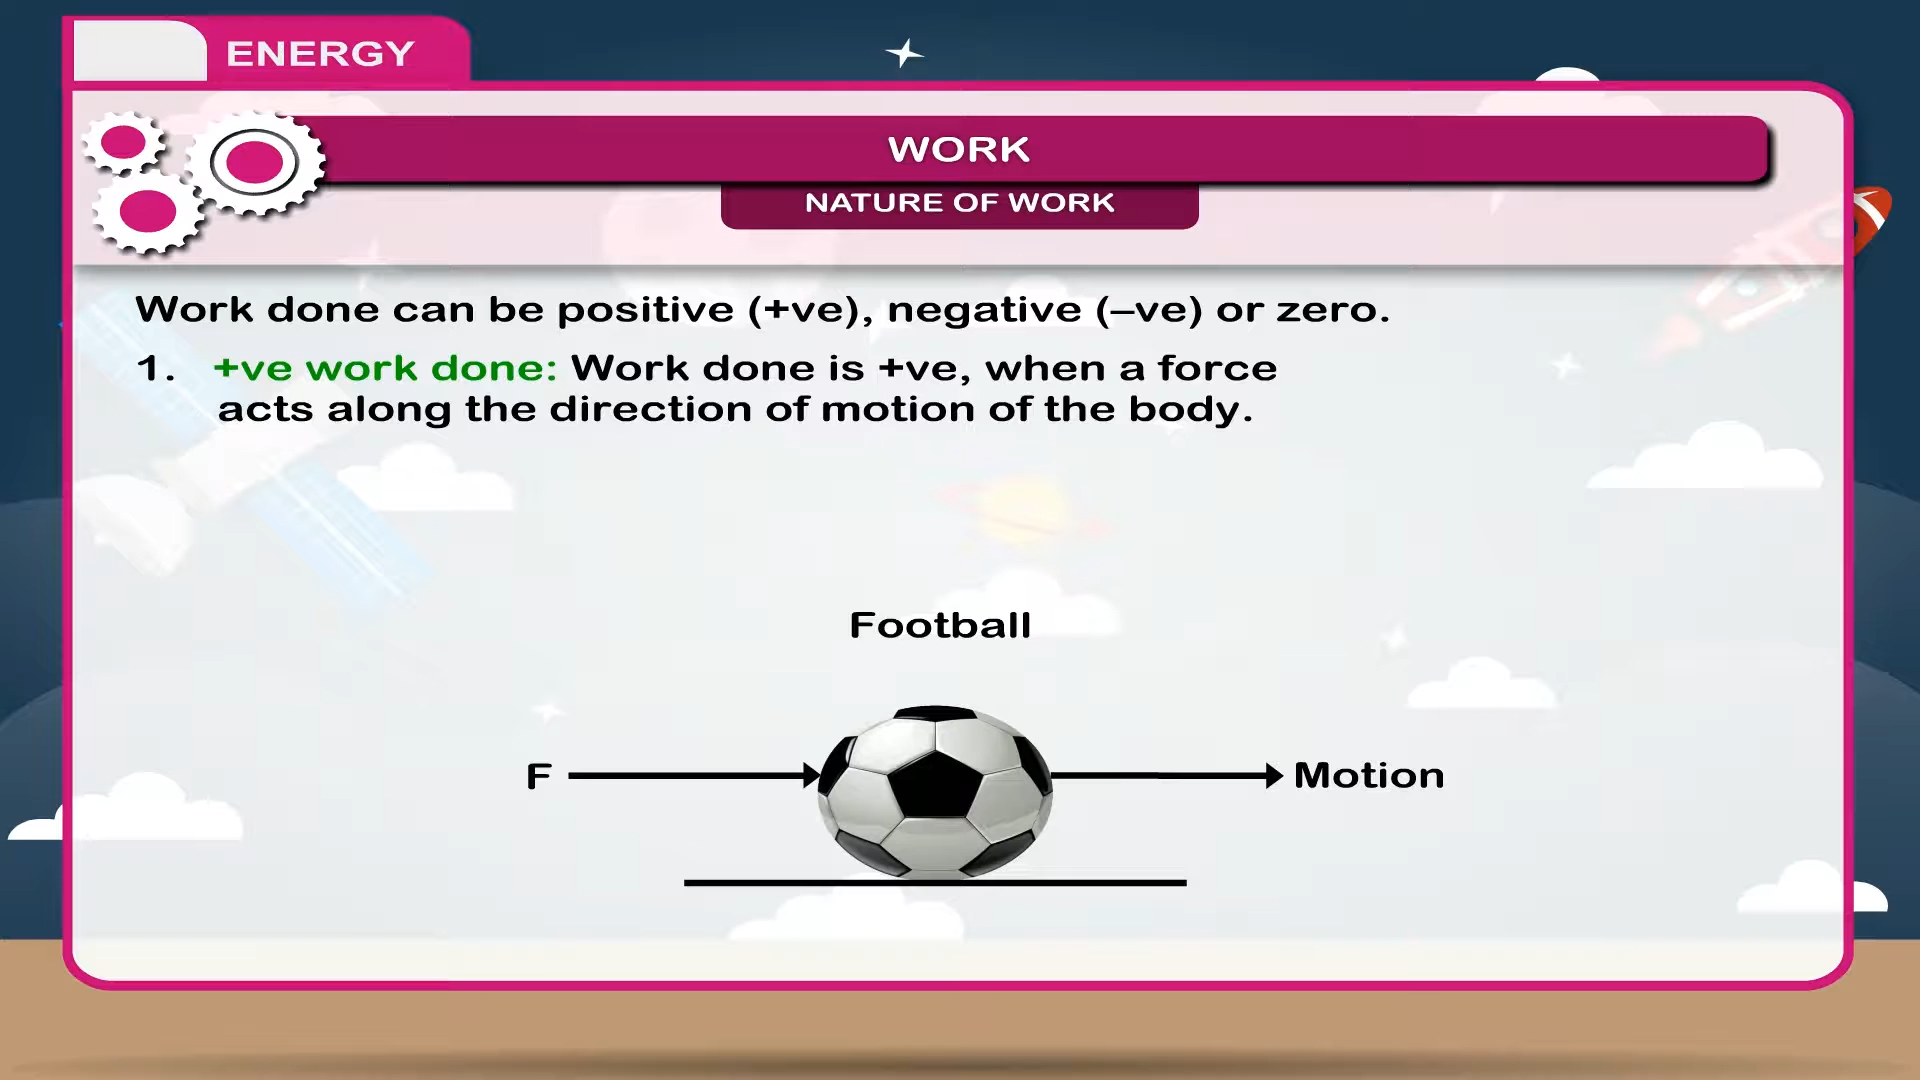 ENERGY
WORK
NATURE OF WORK
Work done can be positive (+ve), negative (–ve) or zero.
1. +ve work done: Work done is +ve, when a force
acts along the direction of motion of the body.
Football
F
Motion